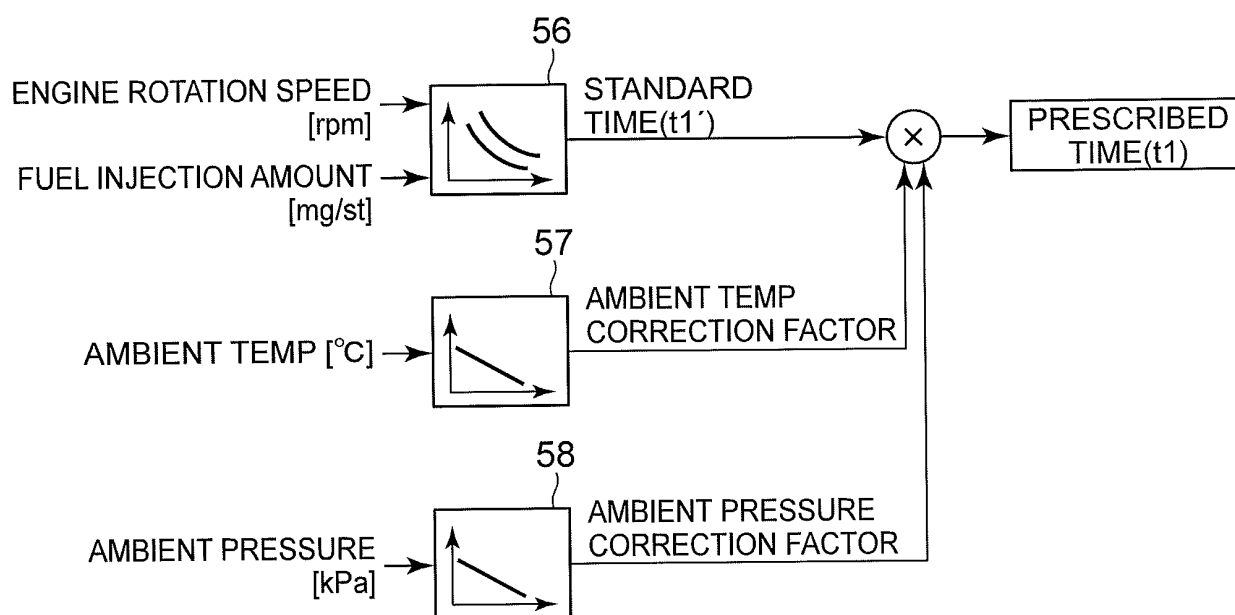 56
ENGINE ROTATION SPEED
[rpm]
FUEL INJECTION AMOUNT
[mg/st]
STANDARD
TIME(t1´)
×
PRESCRIBED
TIME(t1)
57
AMBIENT TEMP [°C]
AMBIENT TEMP
CORRECTION FACTOR
58
AMBIENT PRESSURE
[kPa]
AMBIENT PRESSURE
CORRECTION FACTOR